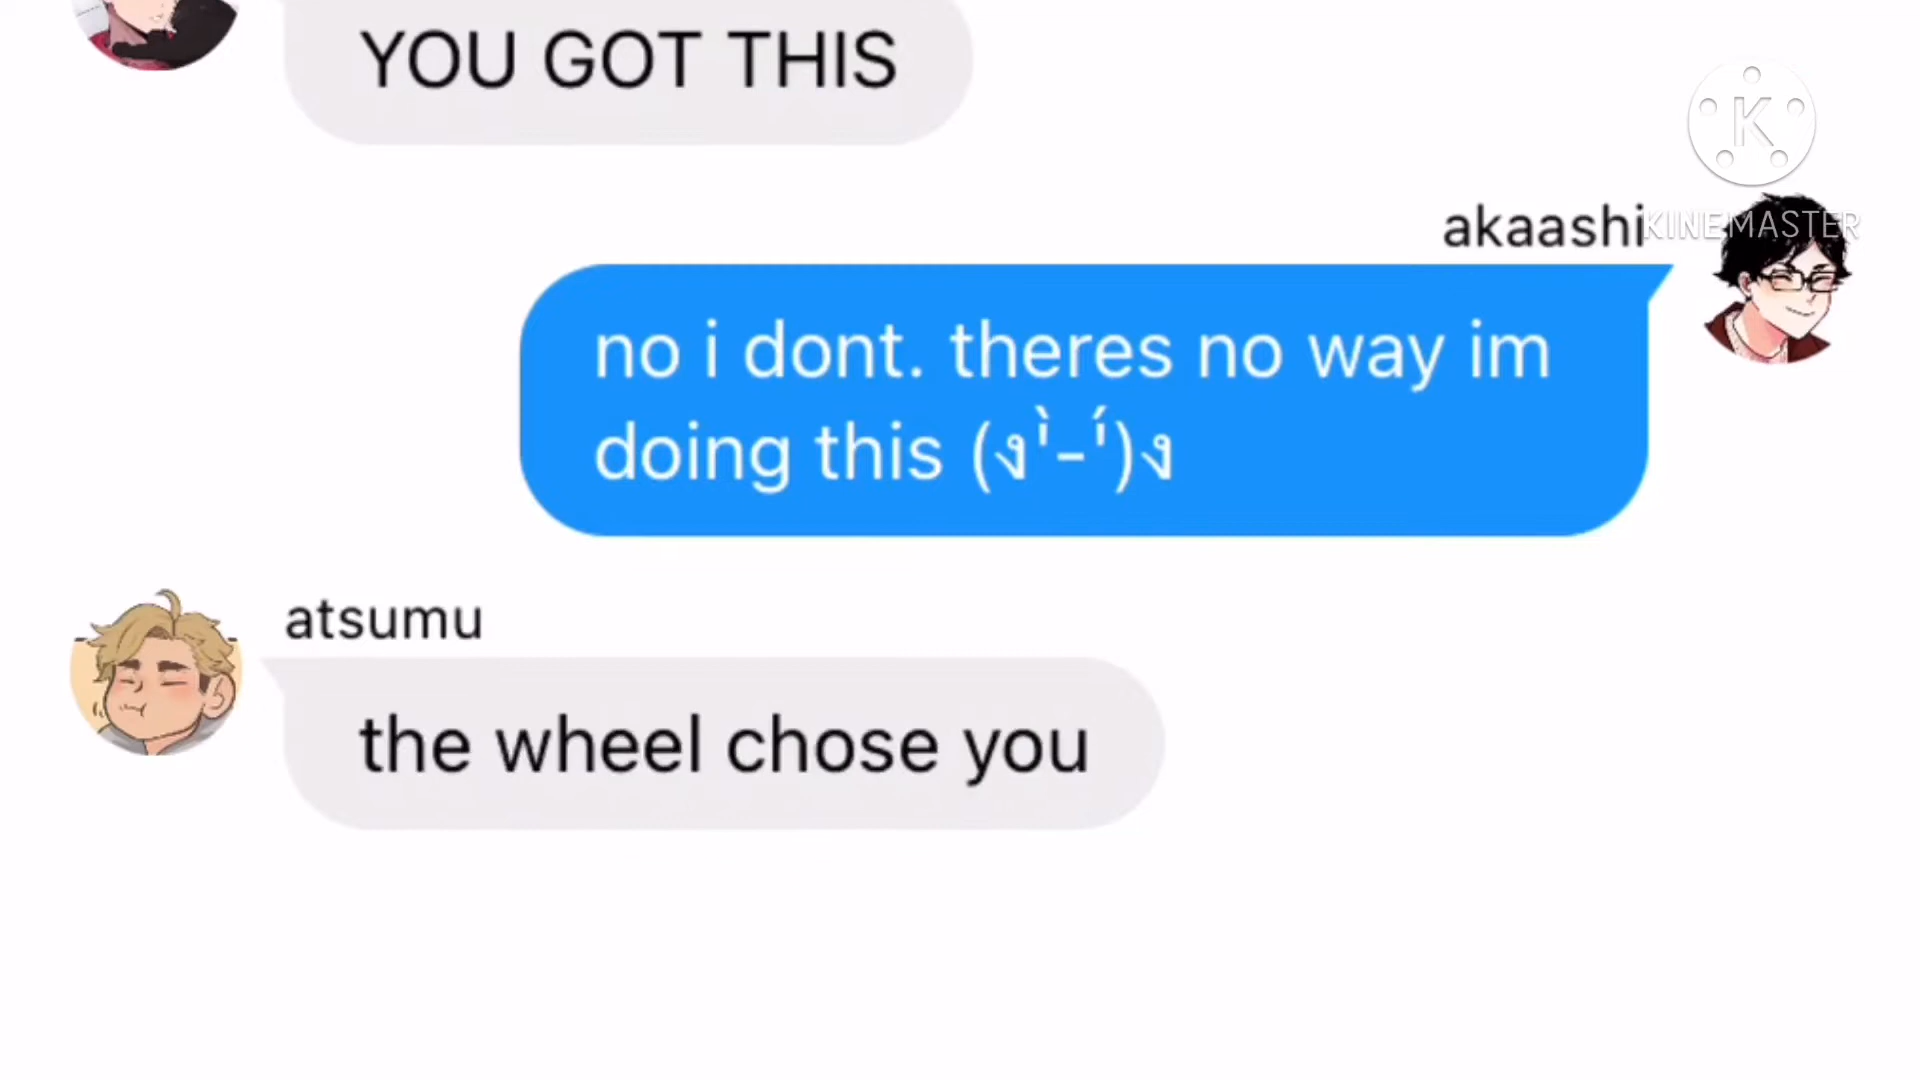 YOU GOT THIS
K
KINEMASTER
akaashi
no i dont. theres no way im
doing this (ง'̀-'́)ง
atsumu
the wheel chose you